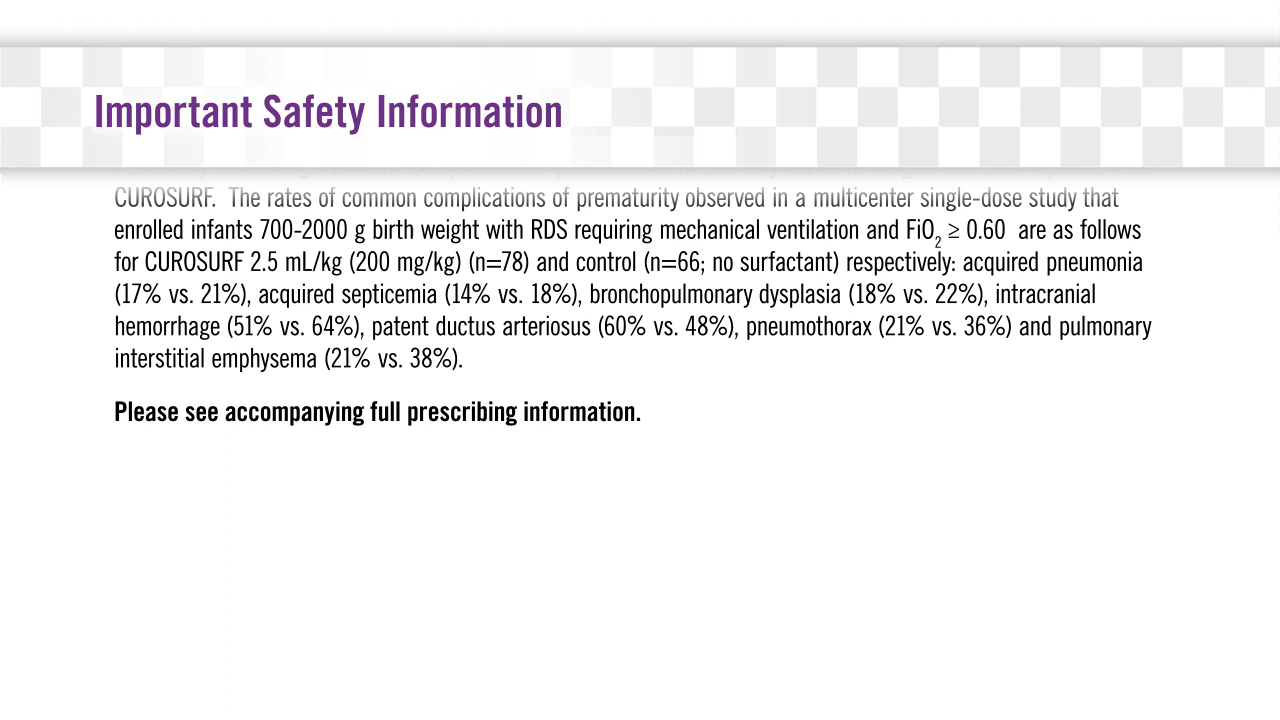 Important Safety Information
CUROSURF.  The rates of common complications of prematurity observed in a multicenter single-dose study that
enrolled infants 700-2000 g birth weight with RDS requiring mechanical ventilation and FiO₂ ≥ 0.60  are as follows
for CUROSURF 2.5 mL/kg (200 mg/kg) (n=78) and control (n=66; no surfactant) respectively: acquired pneumonia
(17% vs. 21%), acquired septicemia (14% vs. 18%), bronchopulmonary dysplasia (18% vs. 22%), intracranial
hemorrhage (51% vs. 64%), patent ductus arteriosus (60% vs. 48%), pneumothorax (21% vs. 36%) and pulmonary
interstitial emphysema (21% vs. 38%).
Please see accompanying full prescribing information.